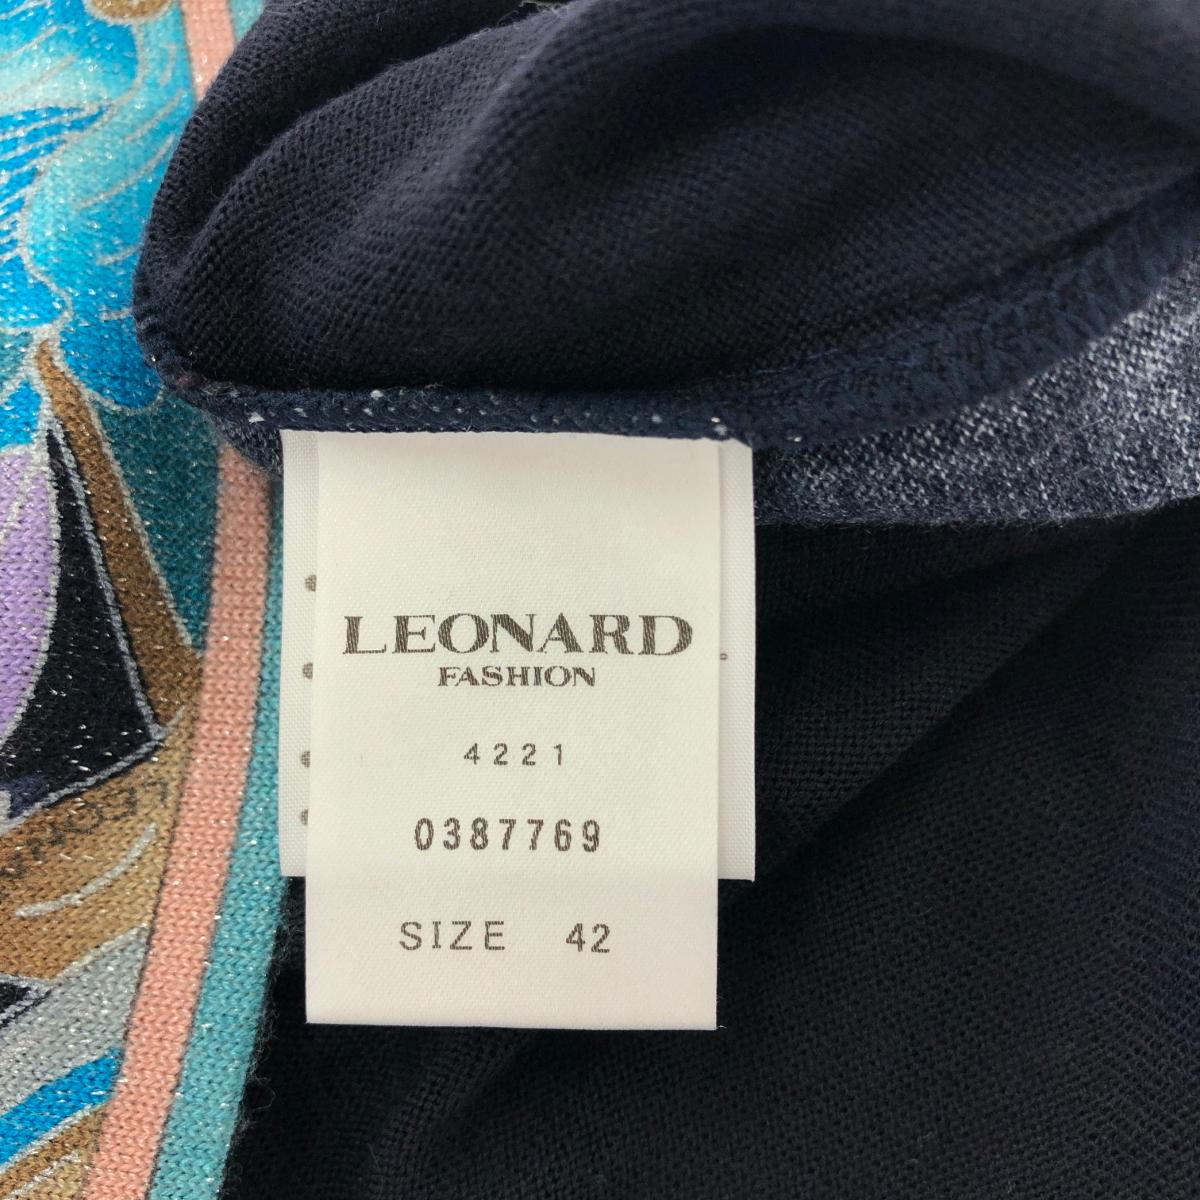 LEONARD
FASHION
4221
0387769
SIZE 42